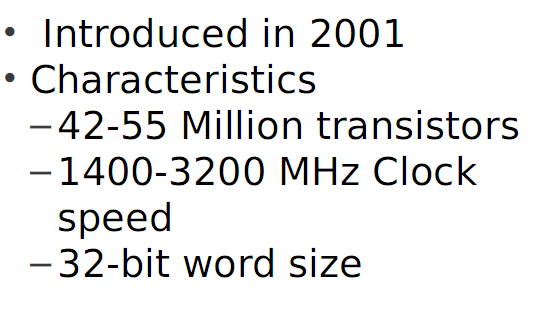 • Introduced in 2001
• Characteristics
–42-55 Million transistors
–1400-3200 MHz Clock
speed
–32-bit word size